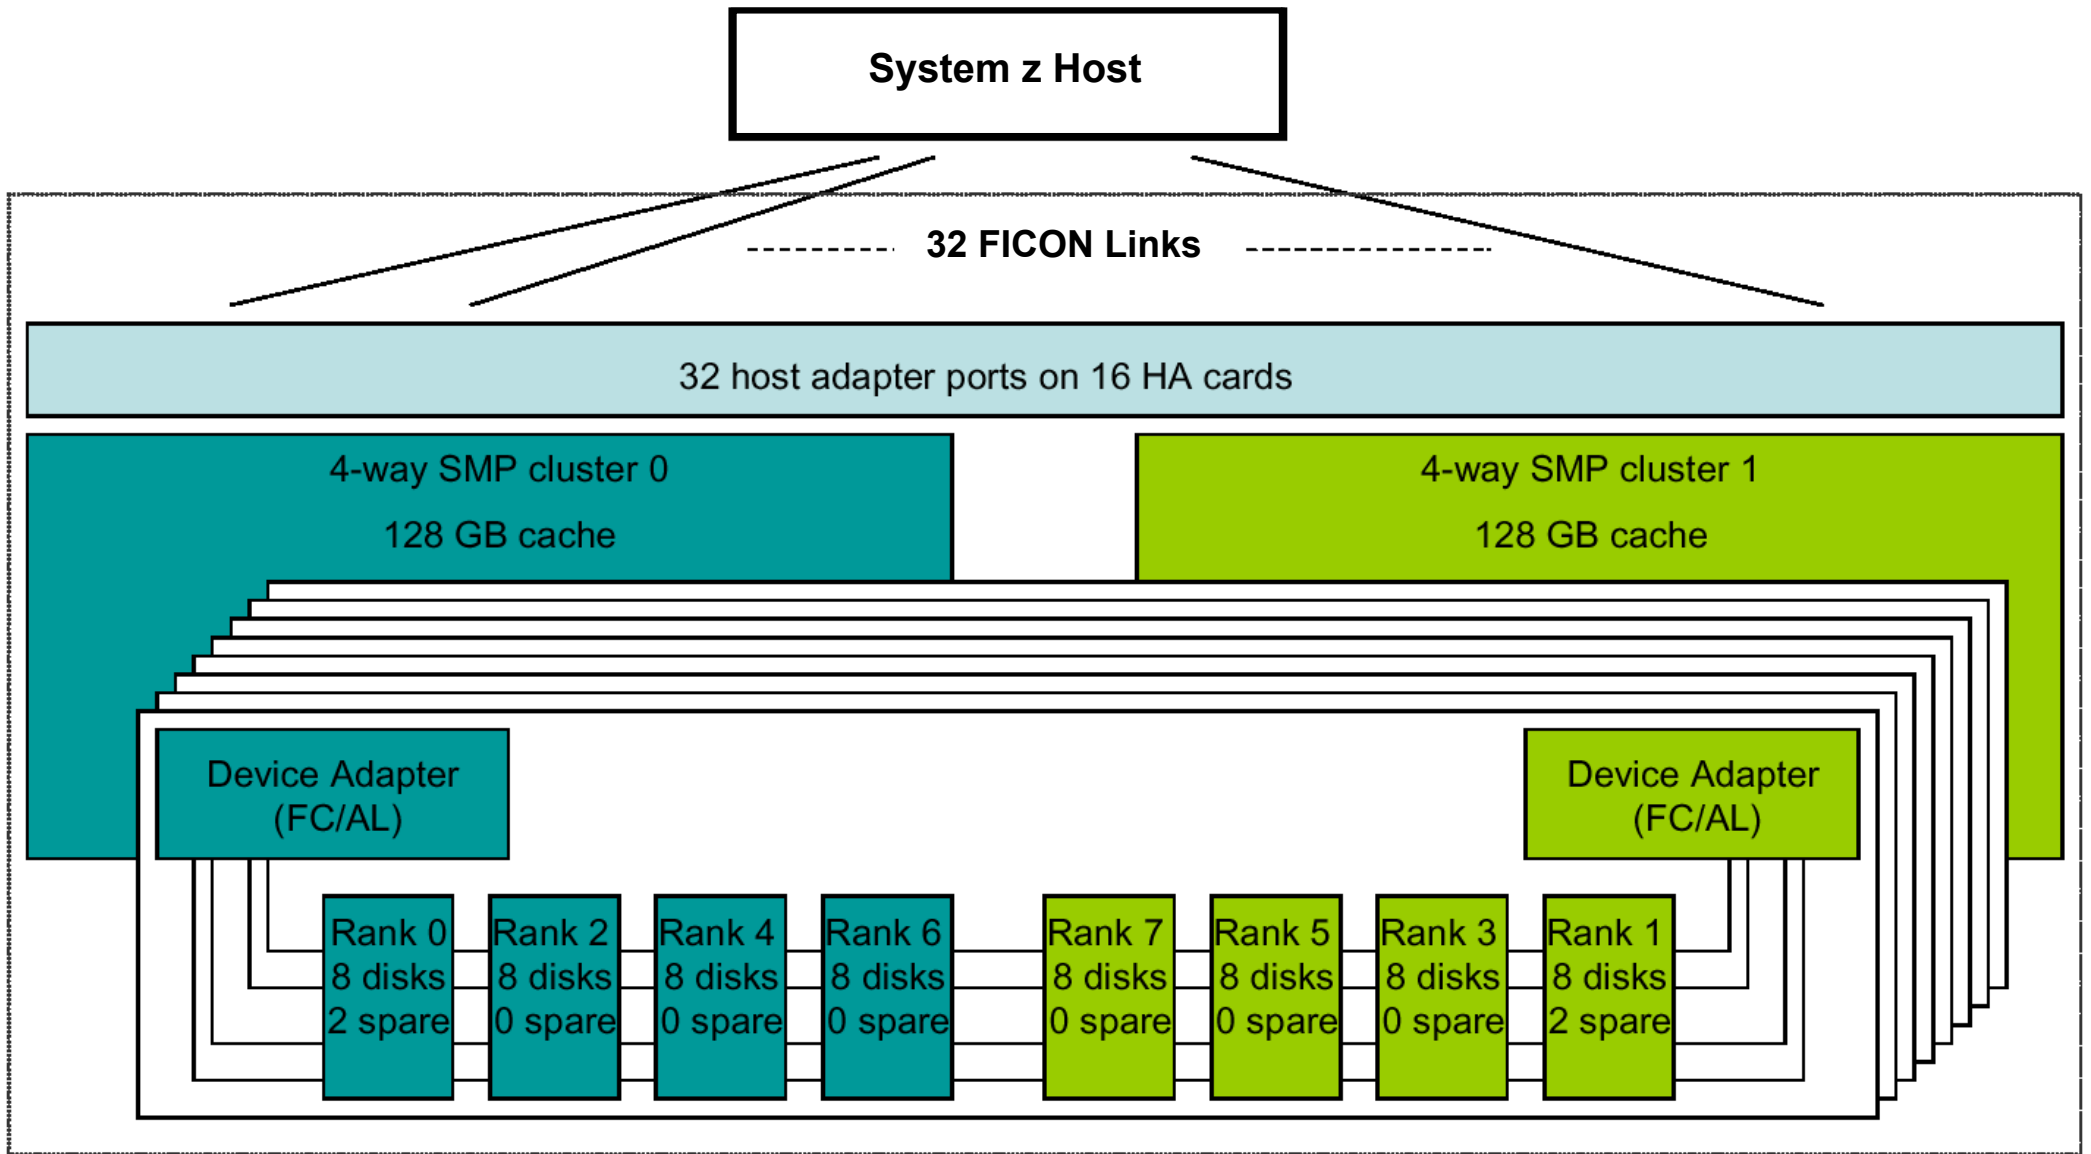 System z Host
32 FICON Links
32 host adapter ports on 16 HA cards
4-way SMP cluster 0
128 GB cache
4-way SMP cluster 1
128 GB cache
Device Adapter
(FC/AL)
Device Adapter
(FC/AL)
Rank 0
8 disks
2 spare
Rank 2
8 disks
0 spare
Rank 4
8 disks
0 spare
Rank 6
8 disks
0 spare
Rank 7
8 disks
0 spare
Rank 5
8 disks
0 spare
Rank 3
8 disks
0 spare
Rank 1
8 disks
2 spare